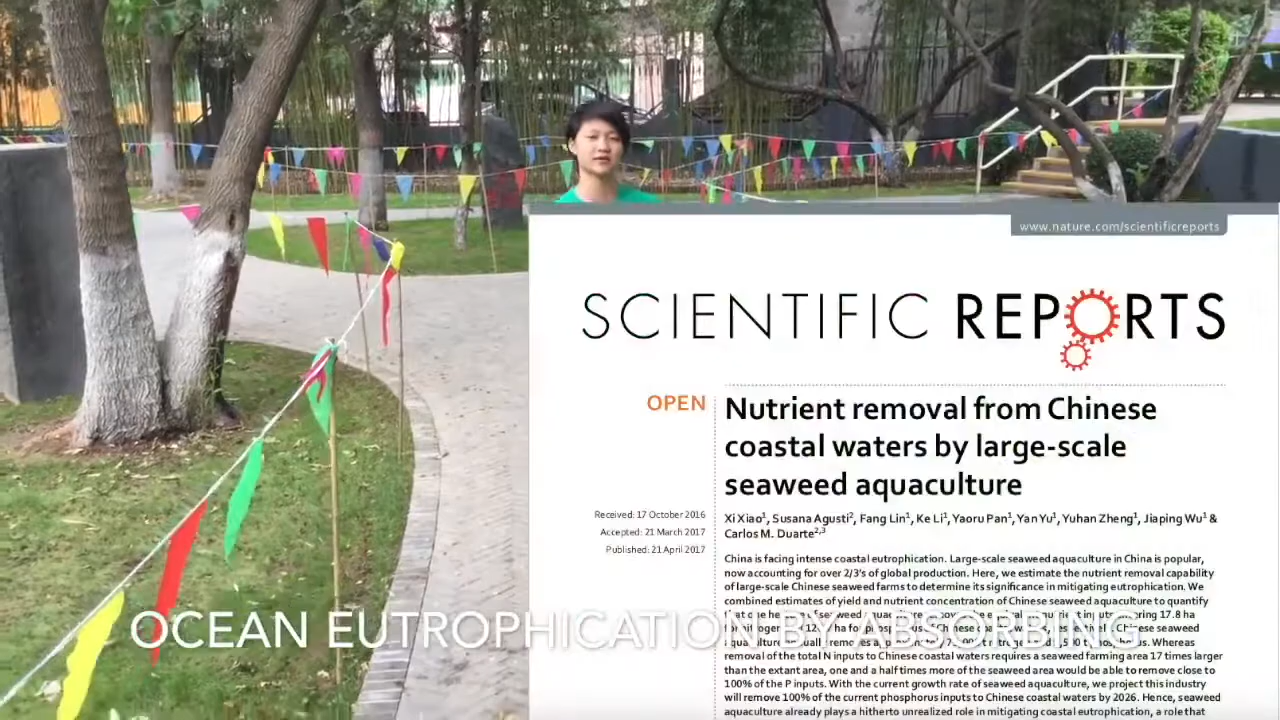 www.nature.com/scientificreports
SCIENTIFIC REPORTS
OPEN
Nutrient removal from Chinese
coastal waters by large-scale
seaweed aquaculture
Received: 17 October 2016
Accepted: 21 March 2017
Published: 21 April 2017
Xi Xiao1, Susana Agusti2, Fang Lin1, Ke Li1, Yaoru Pan1, Yan Yu1, Yuhan Zheng1, Jiaping Wu1 &
Carlos M. Duarte2,3
China is facing intense coastal eutrophication. Large-scale seaweed aquaculture in China is popular,
now accounting for over 2/3's of global production. Here, we estimate the nutrient removal capability
of large-scale Chinese seaweed farms to determine its significance in mitigating eutrophication. We
combined estimates of yield and nutrient concentration of Chinese seaweed aquaculture to quantify
OCEAN EUTROPHICATION BY ABSORBING
removal of the total N inputs to Chinese coastal waters requires a seaweed farming area 17 times larger
than the extant area, one and a half times more of the seaweed area would be able to remove close to
100% of the P inputs. With the current growth rate of seaweed aquaculture, we project this industry
will remove 100% of the current phosphorus inputs to Chinese coastal waters by 2026. Hence, seaweed
aquaculture already plays a hitherto unrealized role in mitigating coastal eutrophication, a role that